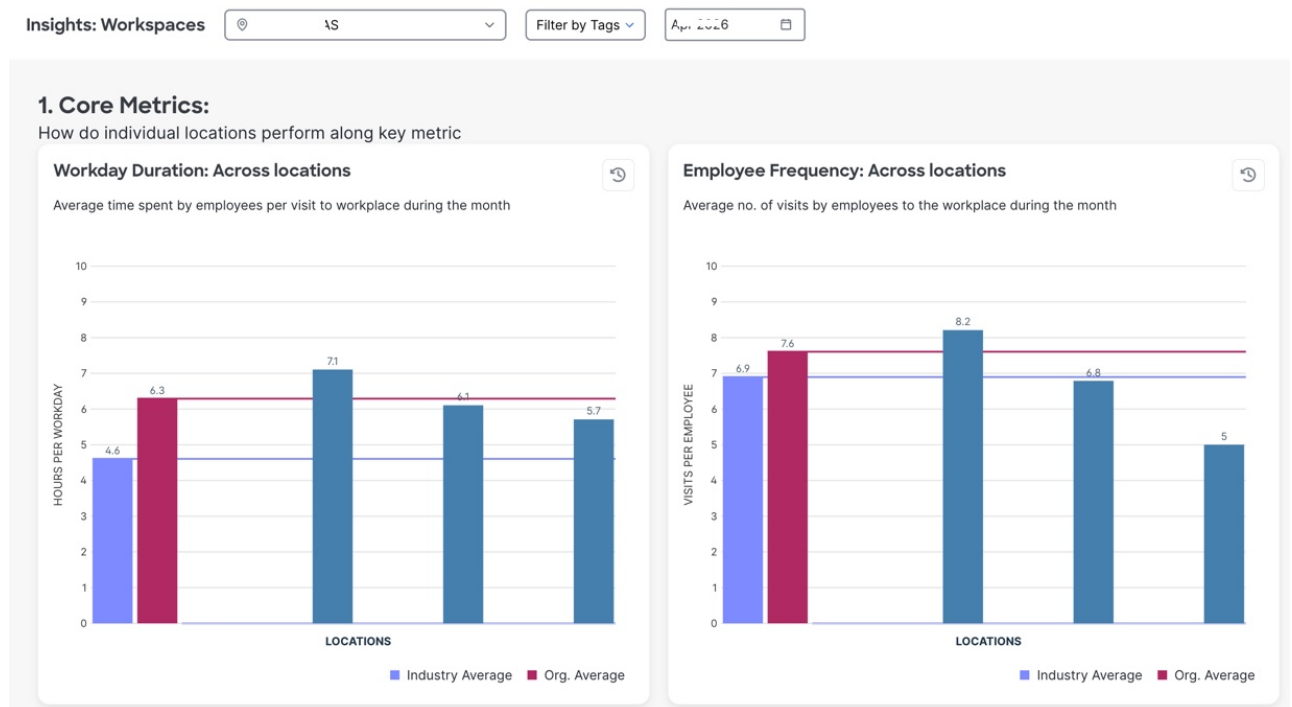 Insights: Workspaces
AS
Filter by Tags
1. Core Metrics:
How do individual locations perform along key metric
Workday Duration: Across locations
Average time spent by employees per visit to workplace during the month
10
9
8
7
6
5
4
3
2
1
0
HOURS PER WORKDAY
4.6
6.3
7.1
6.1
5.7
LOCATIONS
Industry Average
Org. Average
Employee Frequency: Across locations
Average no. of visits by employees to the workplace during the month
10
9
8
7
6
5
4
3
2
1
0
VISITS PER EMPLOYEE
6.9
7.6
8.2
6.8
5
LOCATIONS
Industry Average
Org. Average